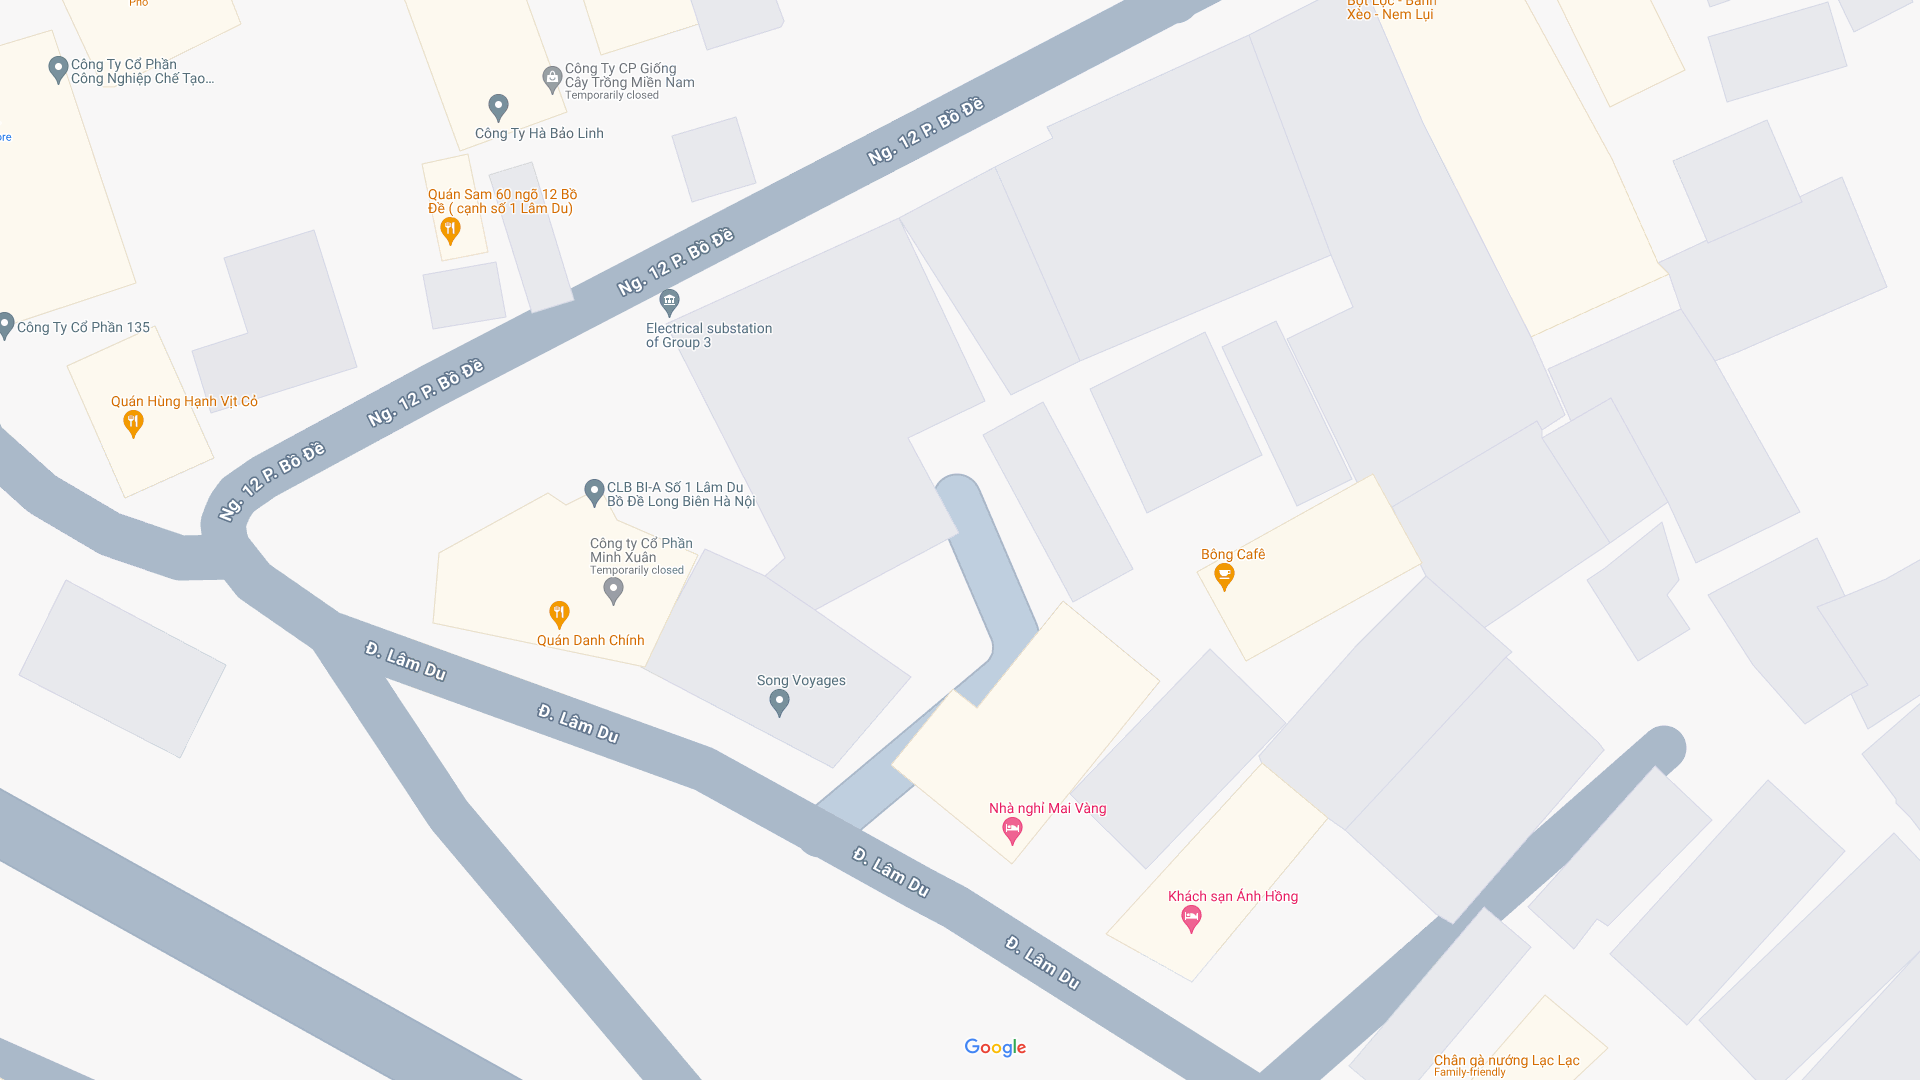 Phố
Bột Lọc - Bánh
Xèo - Nem Lụi
Công Ty Cổ Phần
Công Nghiệp Chế Tạo...
Công Ty CP Giống
Cây Trồng Miền Nam
Temporarily closed
Công Ty Hà Bảo Linh
Ng. 12 P. Bồ Đề
ore
Quán Sam 60 ngõ 12 Bồ
Đề ( cạnh số 1 Lâm Du)
Ng. 12 P. Bồ Đề
Electrical substation
of Group 3
Công Ty Cổ Phần 135
Ng. 12 P. Bồ Đề
Quán Hùng Hạnh Vịt Cỏ
Ng. 12 P. Bồ Đề
CLB BI-A Số 1 Lâm Du
Bồ Đề Long Biên Hà Nội
Công ty Cổ Phần
Minh Xuân
Temporarily closed
Bông Cafê
Quán Danh Chính
Đ. Lâm Du
Song Voyages
Đ. Lâm Du
Nhà nghỉ Mai Vàng
Đ. Lâm Du
Khách sạn Ánh Hồng
Đ. Lâm Du
Google
Chân gà nướng Lạc Lạc
Family-friendly